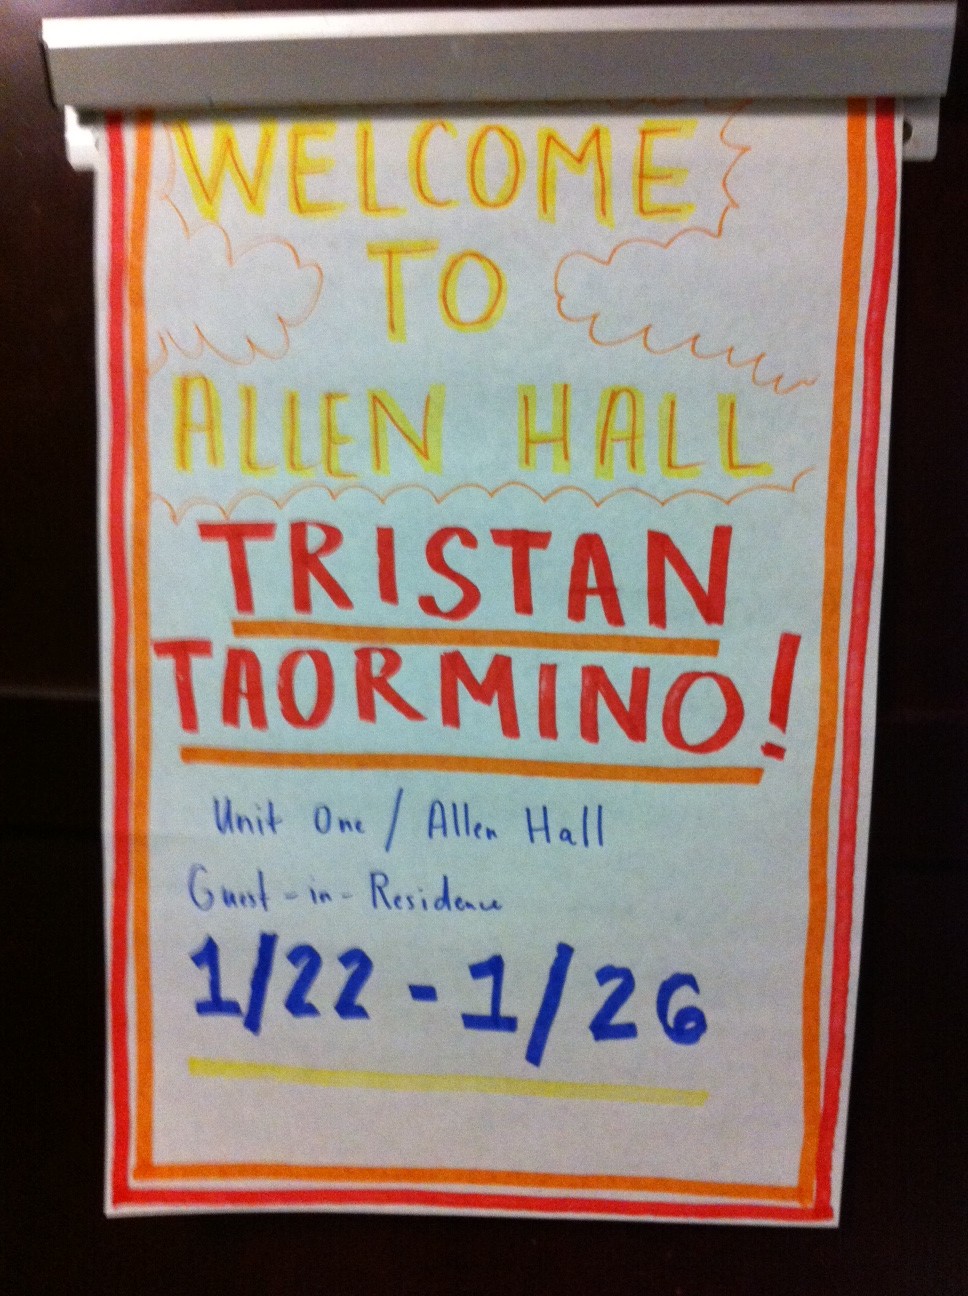 WELCOME
TO
ALLEN HALL
TRISTAN
TAORMINO!
Unit One / Allen Hall
Guest-in-Residence
1/22 - 1/26